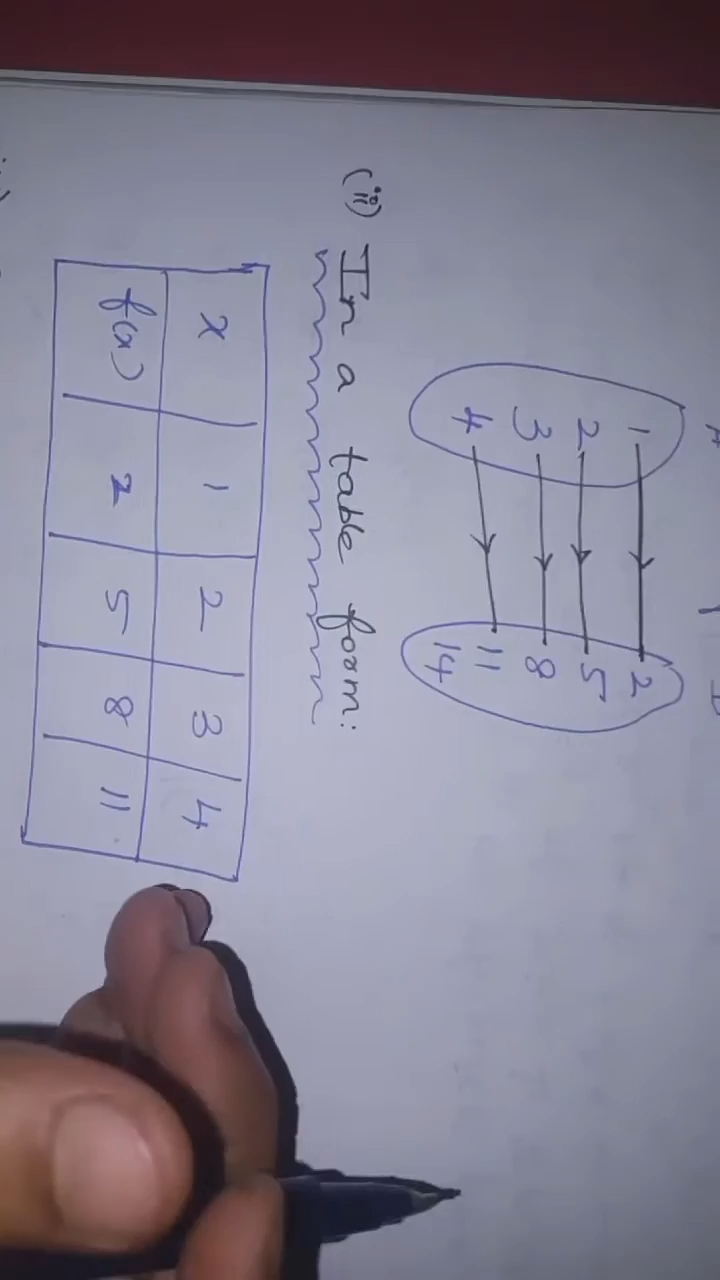 1 2
2 5
3 8
4 11
14
(ii) In a table form:
x 1 2 3 4
f(x) 2 5 8 11